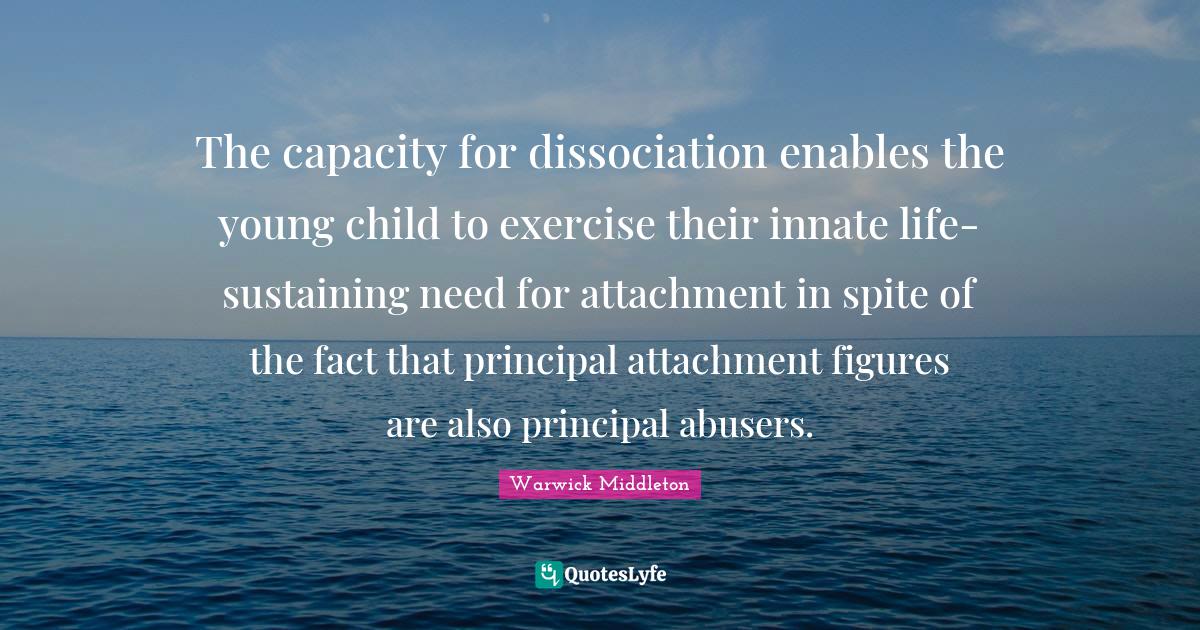 The capacity for dissociation enables the
young child to exercise their innate life-
sustaining need for attachment in spite of
the fact that principal attachment figures
are also principal abusers.
Warwick Middleton
QuotesLyfe